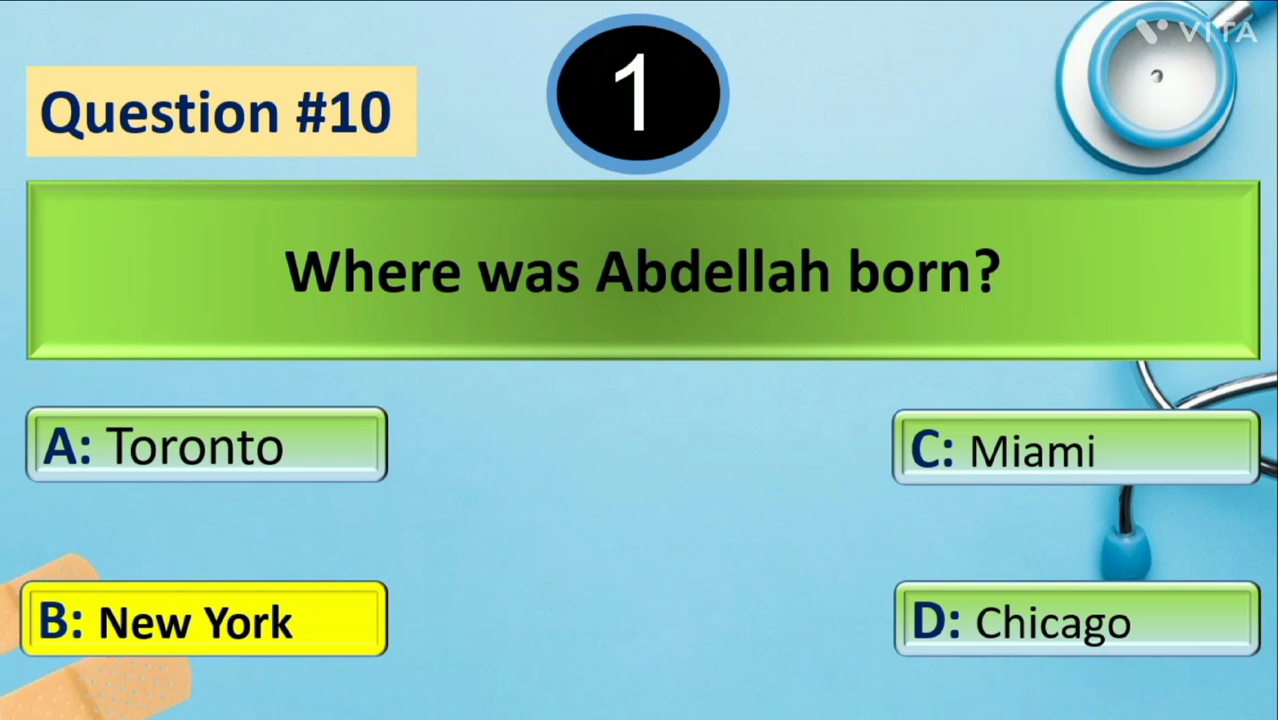 VITA
1
Question #10
Where was Abdellah born?
A: Toronto
C: Miami
B: New York
D: Chicago